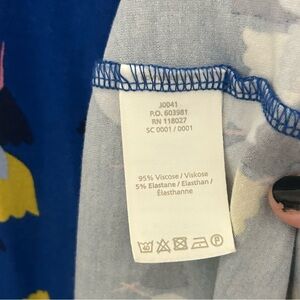 J0041
P.O. 603981
RN 118027
SC 0001 / 0001
95% Viscose / Viskose
5% Elastane / Elasthan /
Élasthanne